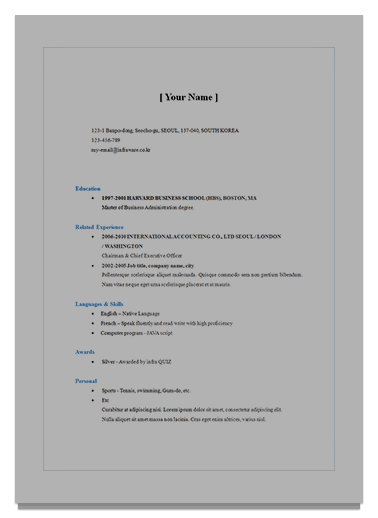 [ Your Name ]
123-1 Banpo-dong, Seocho-gu, SEOUL, 137-040, SOUTH KOREA
123-456-789
my-email@infraware.co.kr
Education
• 1997-2001 HARVARD BUSINESS SCHOOL (HBS), BOSTON, MA
Master of Business Administration degree.
Related Experience
• 2006-2010 INTERNATIONAL ACCOUNTING CO., LTD SEOUL / LONDON
/ WASHINGTON
Chairman & Chief Executive Officer
• 2002-2005 Job title, company name, city
Pellentesque scelerisque aliquet malesuada. Quisque commodo sem non pretium bibendum.
Nam vitae neque eget urna scelerisque placerat et at mauris.
Languages & Skills
• English – Native Language
• French – Speak fluently and read/write with high proficiency
• Computer program - JAVA script
Awards
• Silver - Awarded by infra QUIZ
Personal
• Sports - Tennis, swimming, Gum-do, etc.
• Etc
Curabitur at adipiscing nisl. Lorem ipsum dolor sit amet, consectetur adipiscing elit.
Nulla aliquet sit amet massa non lacinia. Cras eget enim ultrices, varius nisl.